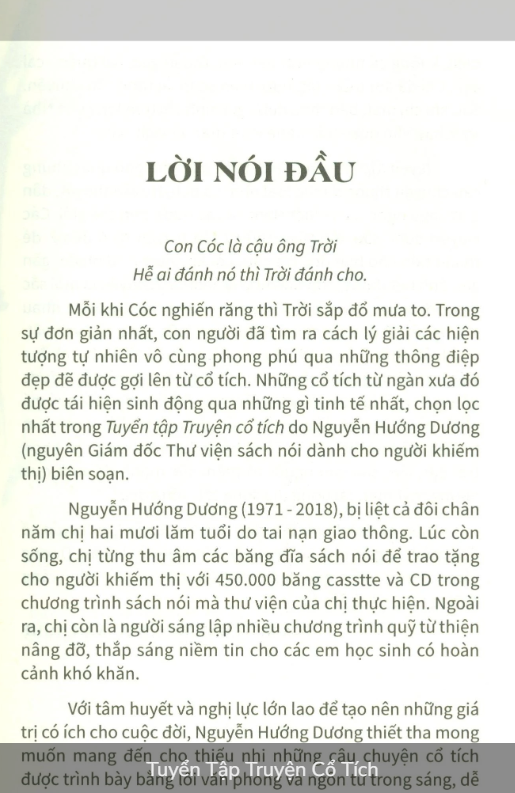 LỜI NÓI ĐẦU
Con Cóc là cậu ông Trời
Hễ ai đánh nó thì Trời đánh cho.
Mỗi khi Cóc nghiến răng thì Trời sắp đổ mưa to. Trong
sự đơn giản nhất, con người đã tìm ra cách lý giải các hiện
tượng tự nhiên vô cùng phong phú qua những thông điệp
đẹp đẽ được gợi lên từ cổ tích. Những cổ tích từ ngàn xưa đó
được tái hiện sinh động qua những gì tinh tế nhất, chọn lọc
nhất trong Tuyển tập Truyện cổ tích do Nguyễn Hướng Dương
(nguyên Giám đốc Thư viện sách nói dành cho người khiếm
thị) biên soạn.
Nguyễn Hướng Dương (1971 - 2018), bị liệt cả đôi chân
năm chị hai mươi lăm tuổi do tai nạn giao thông. Lúc còn
sống, chị từng thu âm các băng đĩa sách nói để trao tặng
cho người khiếm thị với 450.000 băng casstte và CD trong
chương trình sách nói mà thư viện của chị thực hiện. Ngoài
ra, chị còn là người sáng lập nhiều chương trình quỹ từ thiện
nâng đỡ, thắp sáng niềm tin cho các em học sinh có hoàn
cảnh khó khăn.
Với tâm huyết và nghị lực lớn lao để tạo nên những giá
trị có ích cho cuộc đời, Nguyễn Hướng Dương thiết tha mong
muốn mang đến cho thiếu nhi những câu chuyện cổ tích
Tuyển Tập Truyện Cổ Tích
được trình bày bằng lối văn phong và ngôn từ trong sáng, dễ